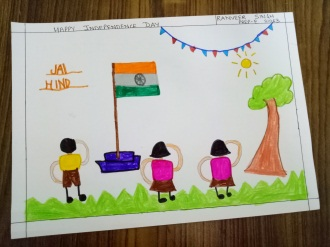 HAPPY INDEPENDENCE DAY
RANVEER SINGH
JAI
HIND